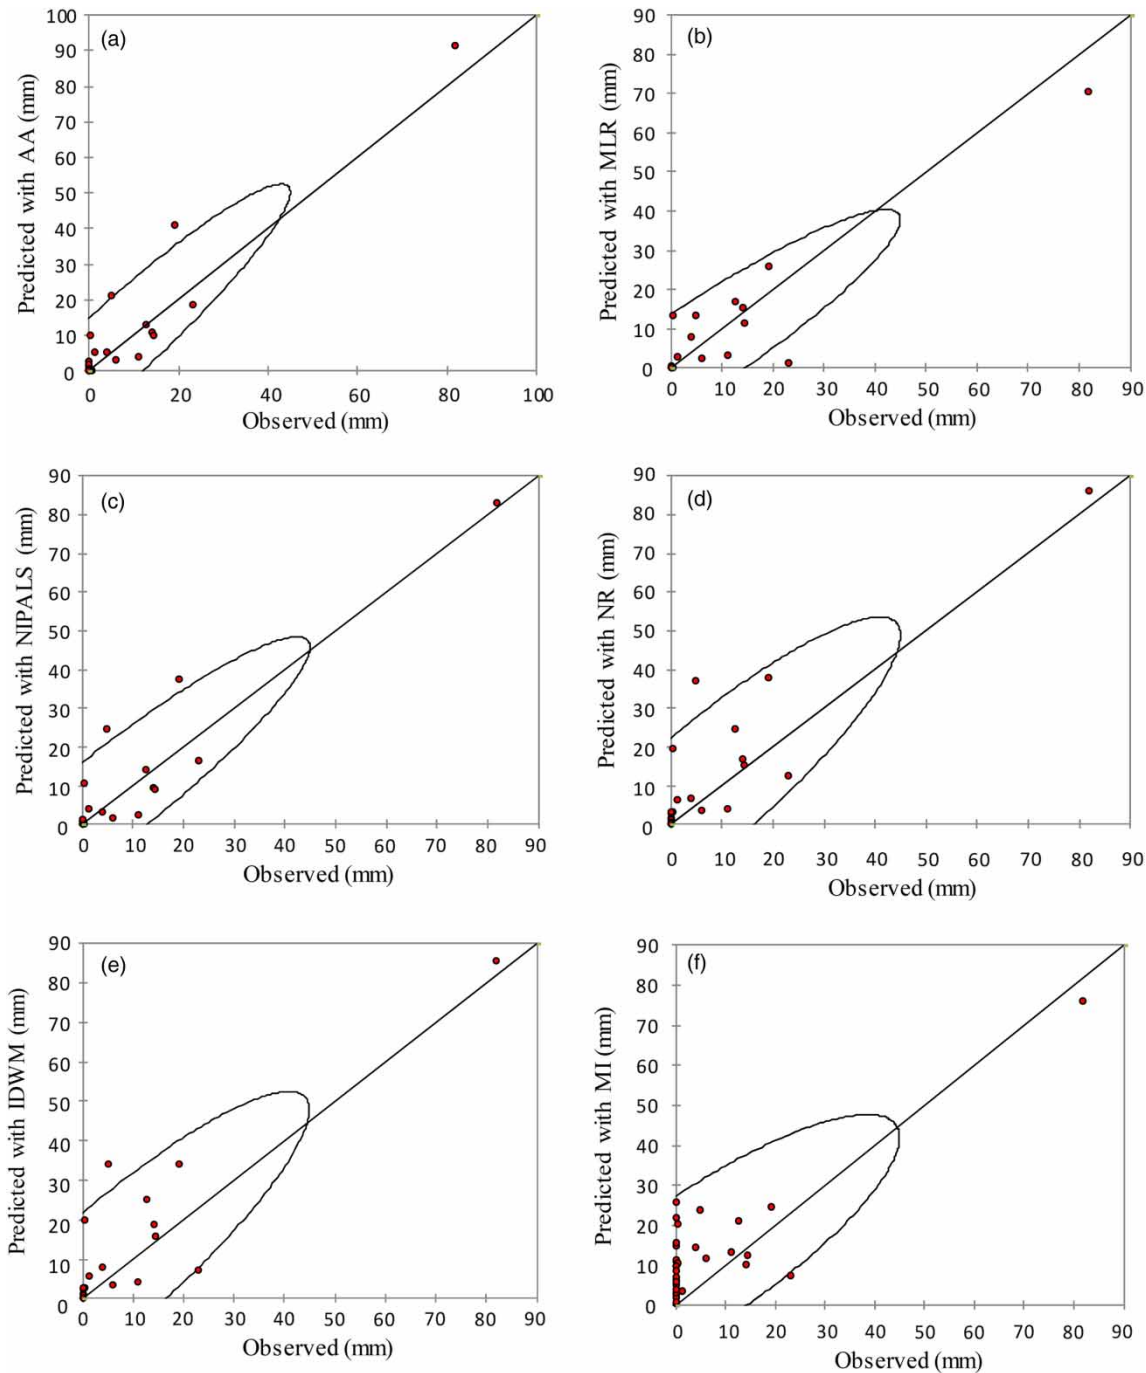 (a)
Predicted with AA (mm)
100
90
80
70
60
50
40
30
20
10
0
0 20 40 60 80 100
Observed (mm)
(b)
Predicted with MLR (mm)
90
80
70
60
50
40
30
20
10
0
0 10 20 30 40 50 60 70 80 90
Observed (mm)
(c)
Predicted with NIPALS (mm)
90
80
70
60
50
40
30
20
10
0
0 10 20 30 40 50 60 70 80 90
Observed (mm)
(d)
Predicted with NR (mm)
90
80
70
60
50
40
30
20
10
0
0 10 20 30 40 50 60 70 80 90
Observed (mm)
(e)
Predicted with IDWM (mm)
90
80
70
60
50
40
30
20
10
0
0 10 20 30 40 50 60 70 80 90
Observed (mm)
(f)
Predicted with MI (mm)
90
80
70
60
50
40
30
20
10
0
0 10 20 30 40 50 60 70 80 90
Observed (mm)